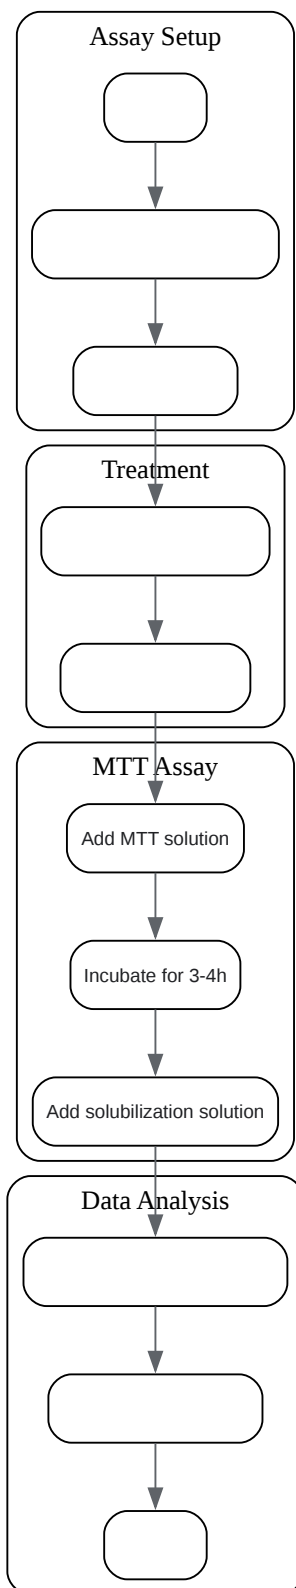 Assay Setup
Treatment
MTT Assay
Add MTT solution
Incubate for 3-4h
Add solubilization solution
Data Analysis